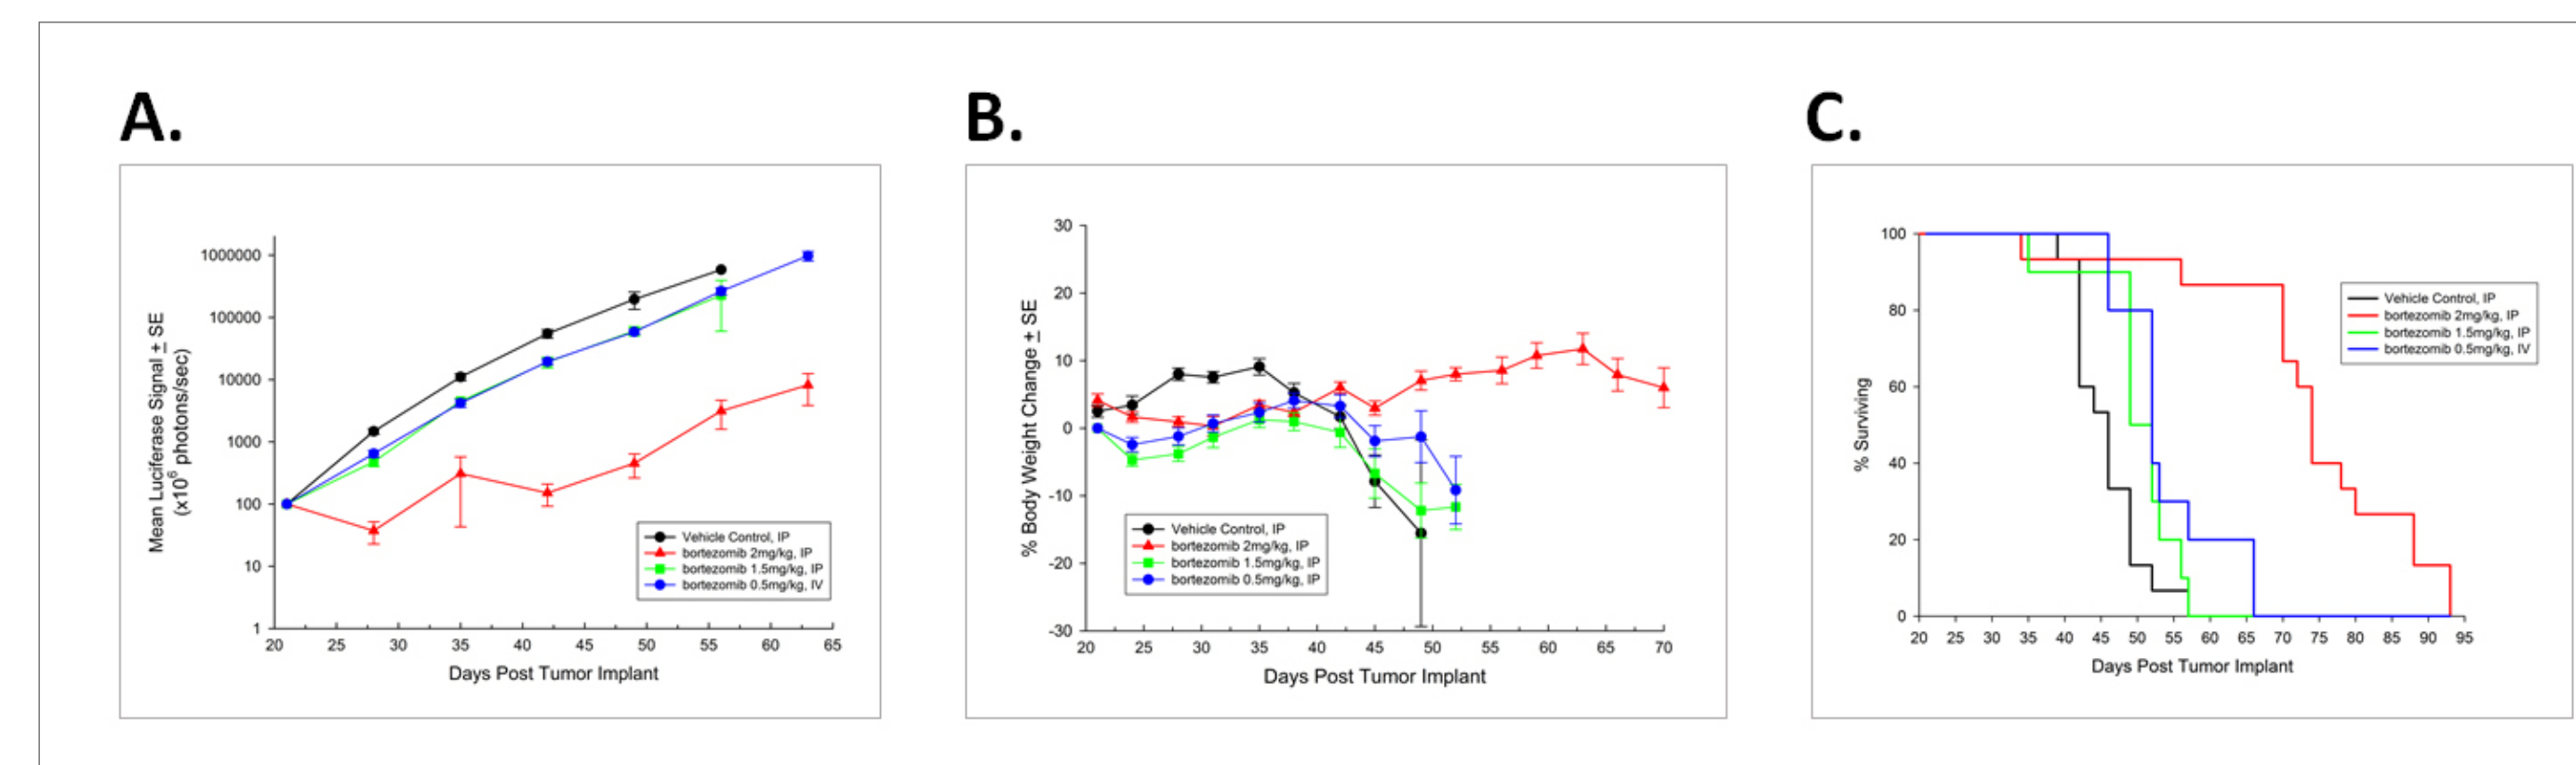 A.
B.
C.
Mean Luciferase Signal ± SE
(x10⁶ photons/sec)
1000000
100000
10000
1000
100
10
1
20 25 30 35 40 45 50 55 60 65
Days Post Tumor Implant
Vehicle Control, IP
bortezomib 2mg/kg, IP
bortezomib 1.5mg/kg, IP
bortezomib 0.5mg/kg, IV
% Body Weight Change ± SE
30
20
10
0
-10
-20
-30
20 25 30 35 40 45 50 55 60 65 70
Days Post Tumor Implant
Vehicle Control, IP
bortezomib 2mg/kg, IP
bortezomib 1.5mg/kg, IP
bortezomib 0.5mg/kg, IP
% Surviving
100
80
60
40
20
0
20 25 30 35 40 45 50 55 60 65 70 75 80 85 90 95
Days Post Tumor Implant
Vehicle Control, IP
bortezomib 2mg/kg, IP
bortezomib 1.5mg/kg, IP
bortezomib 0.5mg/kg, IV